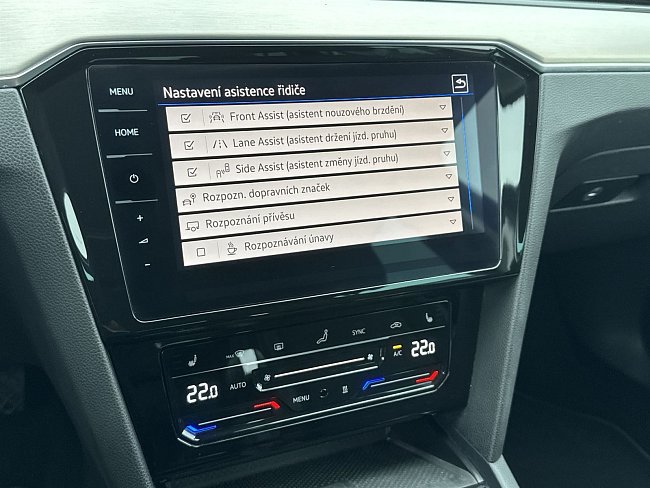 MENU
Nastavení asistence řidiče
HOME
Front Assist (asistent nouzového brzdění)
Lane Assist (asistent držení jízd. pruhu)
Side Assist (asistent změny jízd. pruhu)
Rozpozn. dopravních značek
Rozpoznání přívěsu
Rozpoznávání únavy
+
-
MAX
SYNC
A/C
22.0
22.0
AUTO
MENU